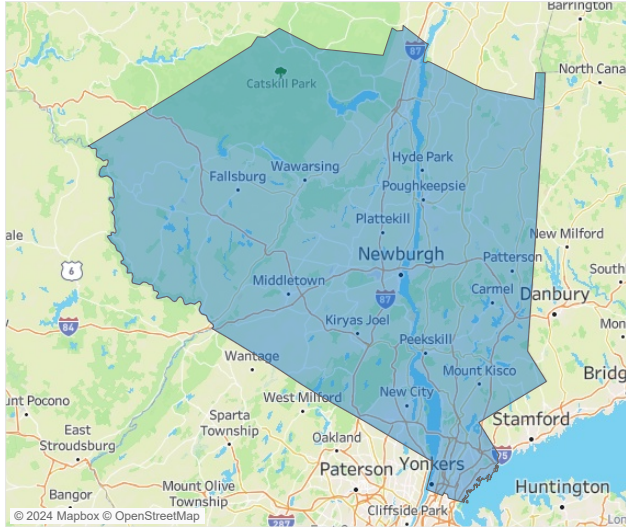 Barrington
87
North Cana
Catskill Park
Hyde Park
Wawarsing
Fallsburg
Poughkeepsie
Plattekill
ale
New Milford
Newburgh
Patterson
6
South
Middletown
87
Carmel
Danbury
84
Kiryas Joel
Mon
Peekskill
Wantage
Mount Kisco
Bridg
unt Pocono
West Milford
New City
Sparta
Township
Stamford
East
Stroudsburg
Oakland
95
Paterson
Yonkers
Mount Olive
Township
Bangor
Huntington
Cliffside Park
© 2024 Mapbox © OpenStreetMap
287
Lon